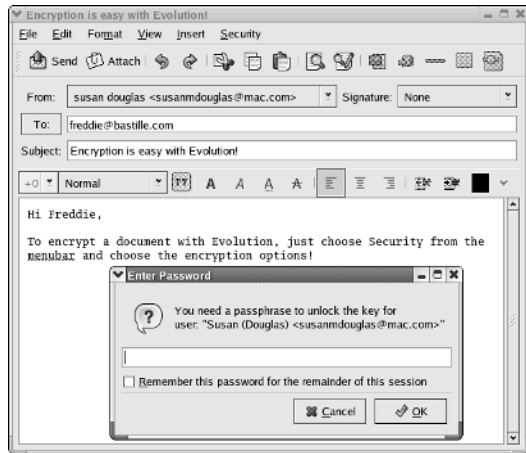 Encryption is easy with Evolution!
File Edit Format View Insert Security
Send Attach
From: susan douglas <susanmdouglas@mac.com> Signature: None
To: freddie@bastille.com
Subject: Encryption is easy with Evolution!
+0 Normal TT A A A A
Hi Freddie,
To encrypt a document with Evolution, just choose Security from the
menubar and choose the encryption options!
Enter Password
You need a passphrase to unlock the key for
user: "Susan (Douglas) <susanmdouglas@mac.com>"
Remember this password for the remainder of this session
Cancel OK